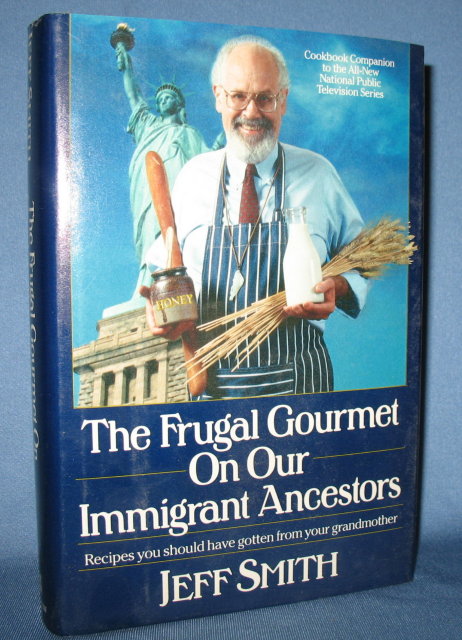 Cookbook Companion
to the All-New
National Public
Television Series
HONEY
The Frugal Gourmet
On Our
Immigrant Ancestors
Recipes you should have gotten from your grandmother
JEFF SMITH
The Frugal Gourmet On